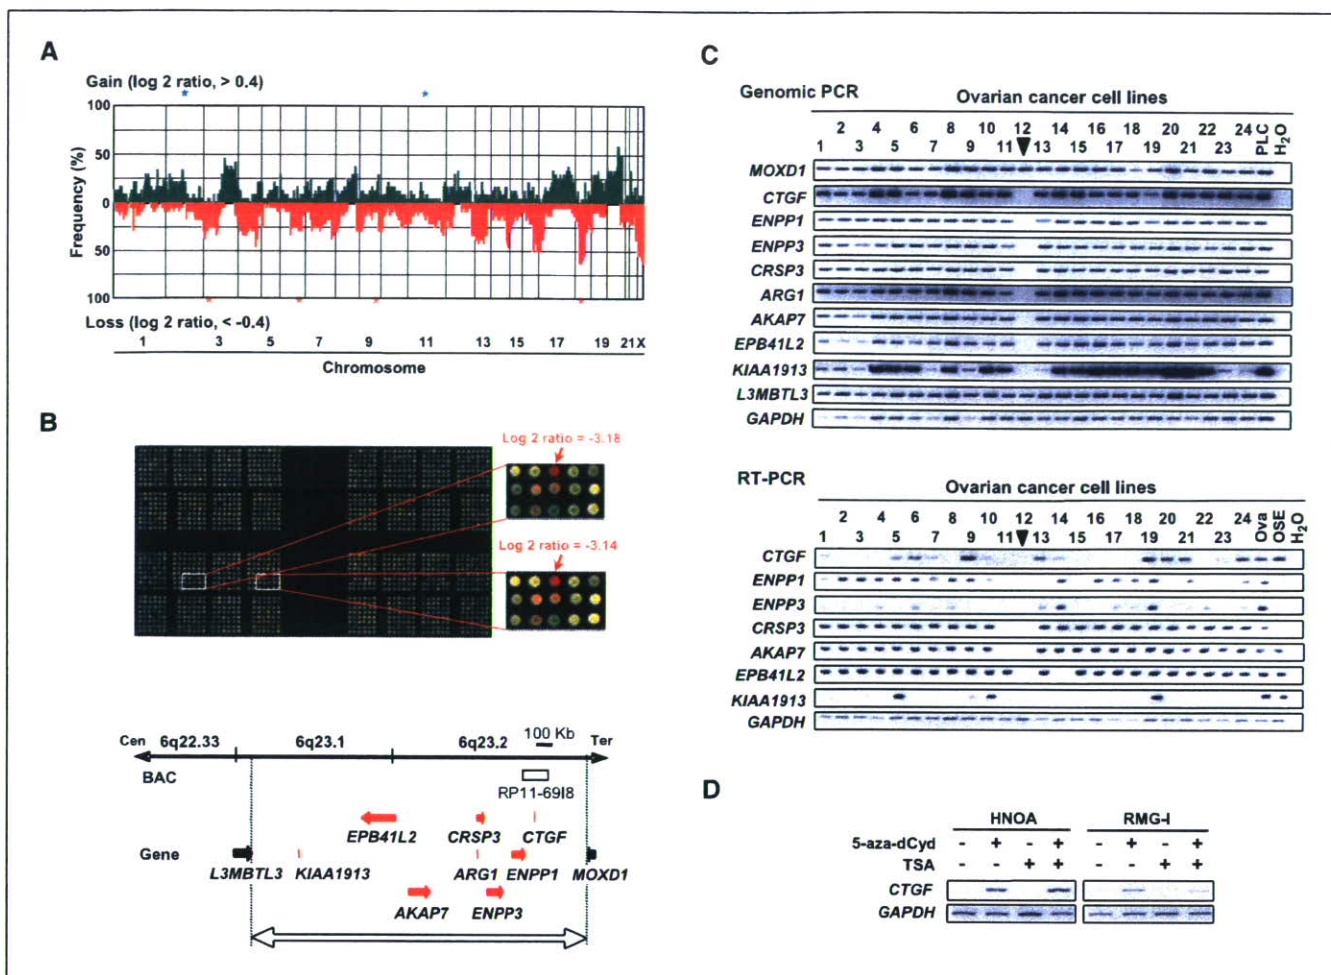 A
Gain (log 2 ratio, > 0.4)
*
*
100
50
0
50
100
Frequency (%)
*
*
*
*
Loss (log 2 ratio, < -0.4)
1 3 5 7 9 11 13 15 17 19 21 X
Chromosome
B
Log 2 ratio = -3.18
Log 2 ratio = -3.14
100 Kb
Cen 6q22.33 6q23.1 6q23.2 Ter
BAC
RP11-69I8
EPB41L2 CRSP3 CTGF
Gene
L3MBTL3 KIAA1913 ARG1 ENPP1 MOXD1
AKAP7 ENPP3
C
Genomic PCR
Ovarian cancer cell lines
2 4 6 8 10 12 14 16 18 20 22 24 PLC H2O
1 3 5 7 9 11 13 15 17 19 21 23
MOXD1
CTGF
ENPP1
ENPP3
CRSP3
ARG1
AKAP7
EPB41L2
KIAA1913
L3MBTL3
GAPDH
RT-PCR
Ovarian cancer cell lines
2 4 6 8 10 12 14 16 18 20 22 24 Ova OSE H2O
1 3 5 7 9 11 13 15 17 19 21 23
CTGF
ENPP1
ENPP3
CRSP3
AKAP7
EPB41L2
KIAA1913
GAPDH
D
HNOA RMG-I
5-aza-dCyd - + - + - + - +
TSA - - + + - - + +
CTGF
GAPDH